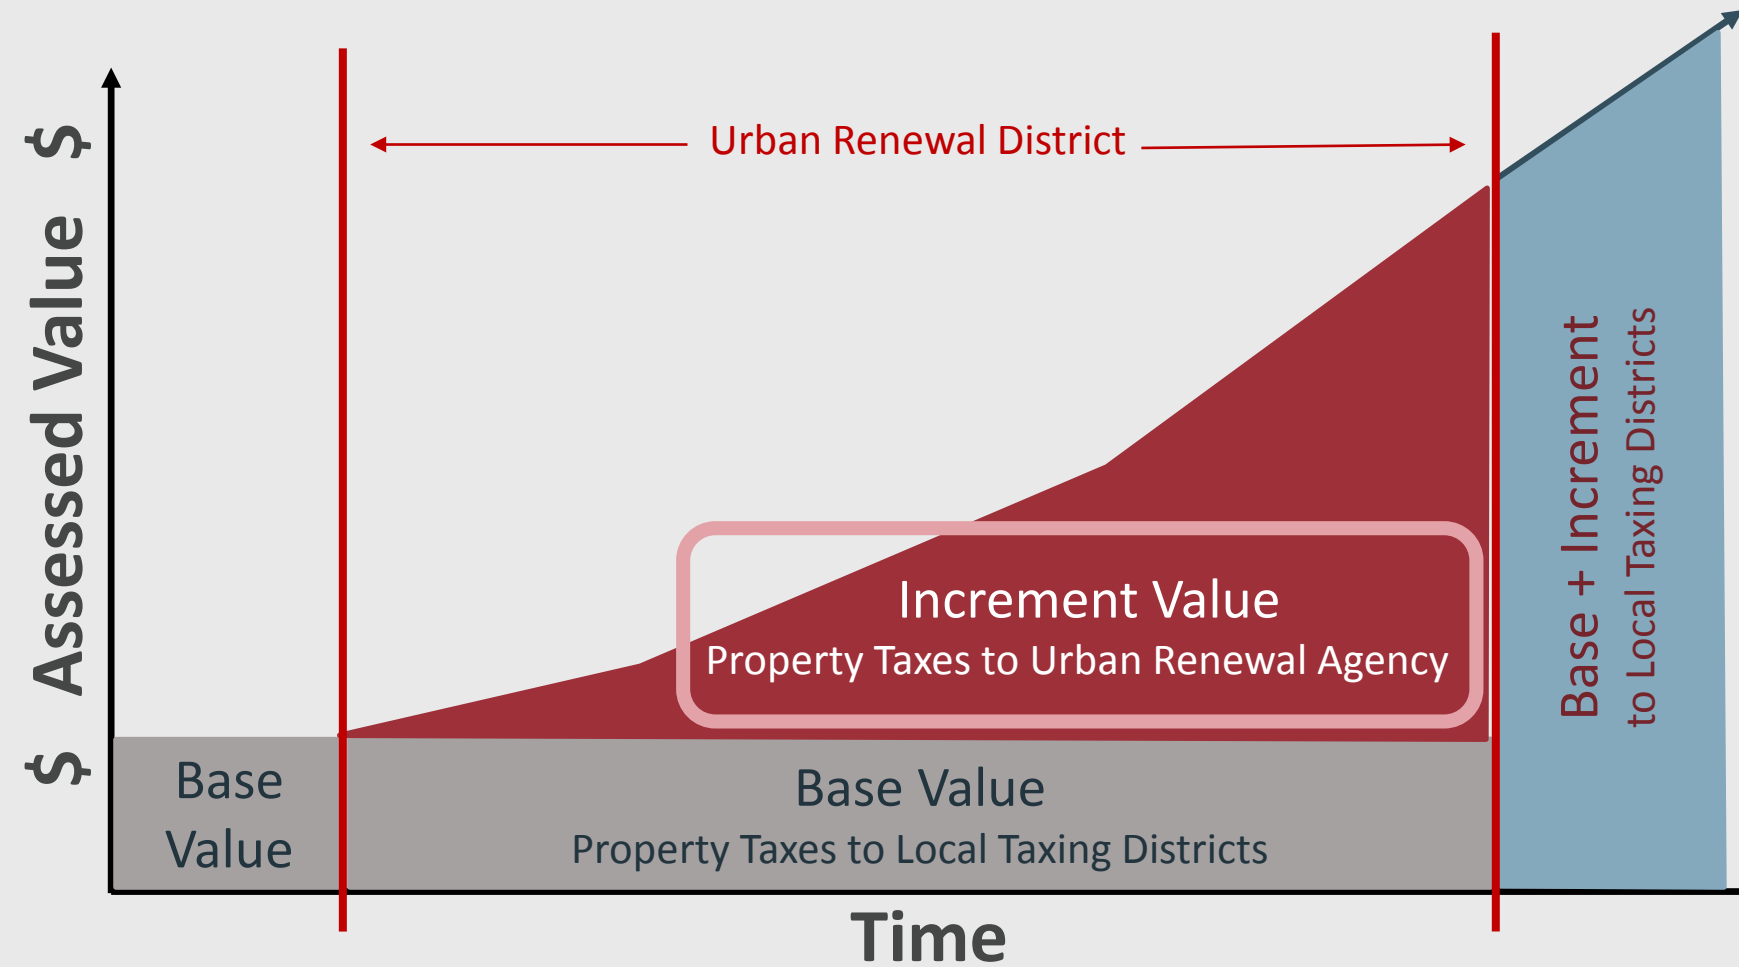 $ Assessed Value $
Urban Renewal District
Increment Value
Property Taxes to Urban Renewal Agency
Base + Increment
to Local Taxing Districts
Base
Value
Base Value
Property Taxes to Local Taxing Districts
Time